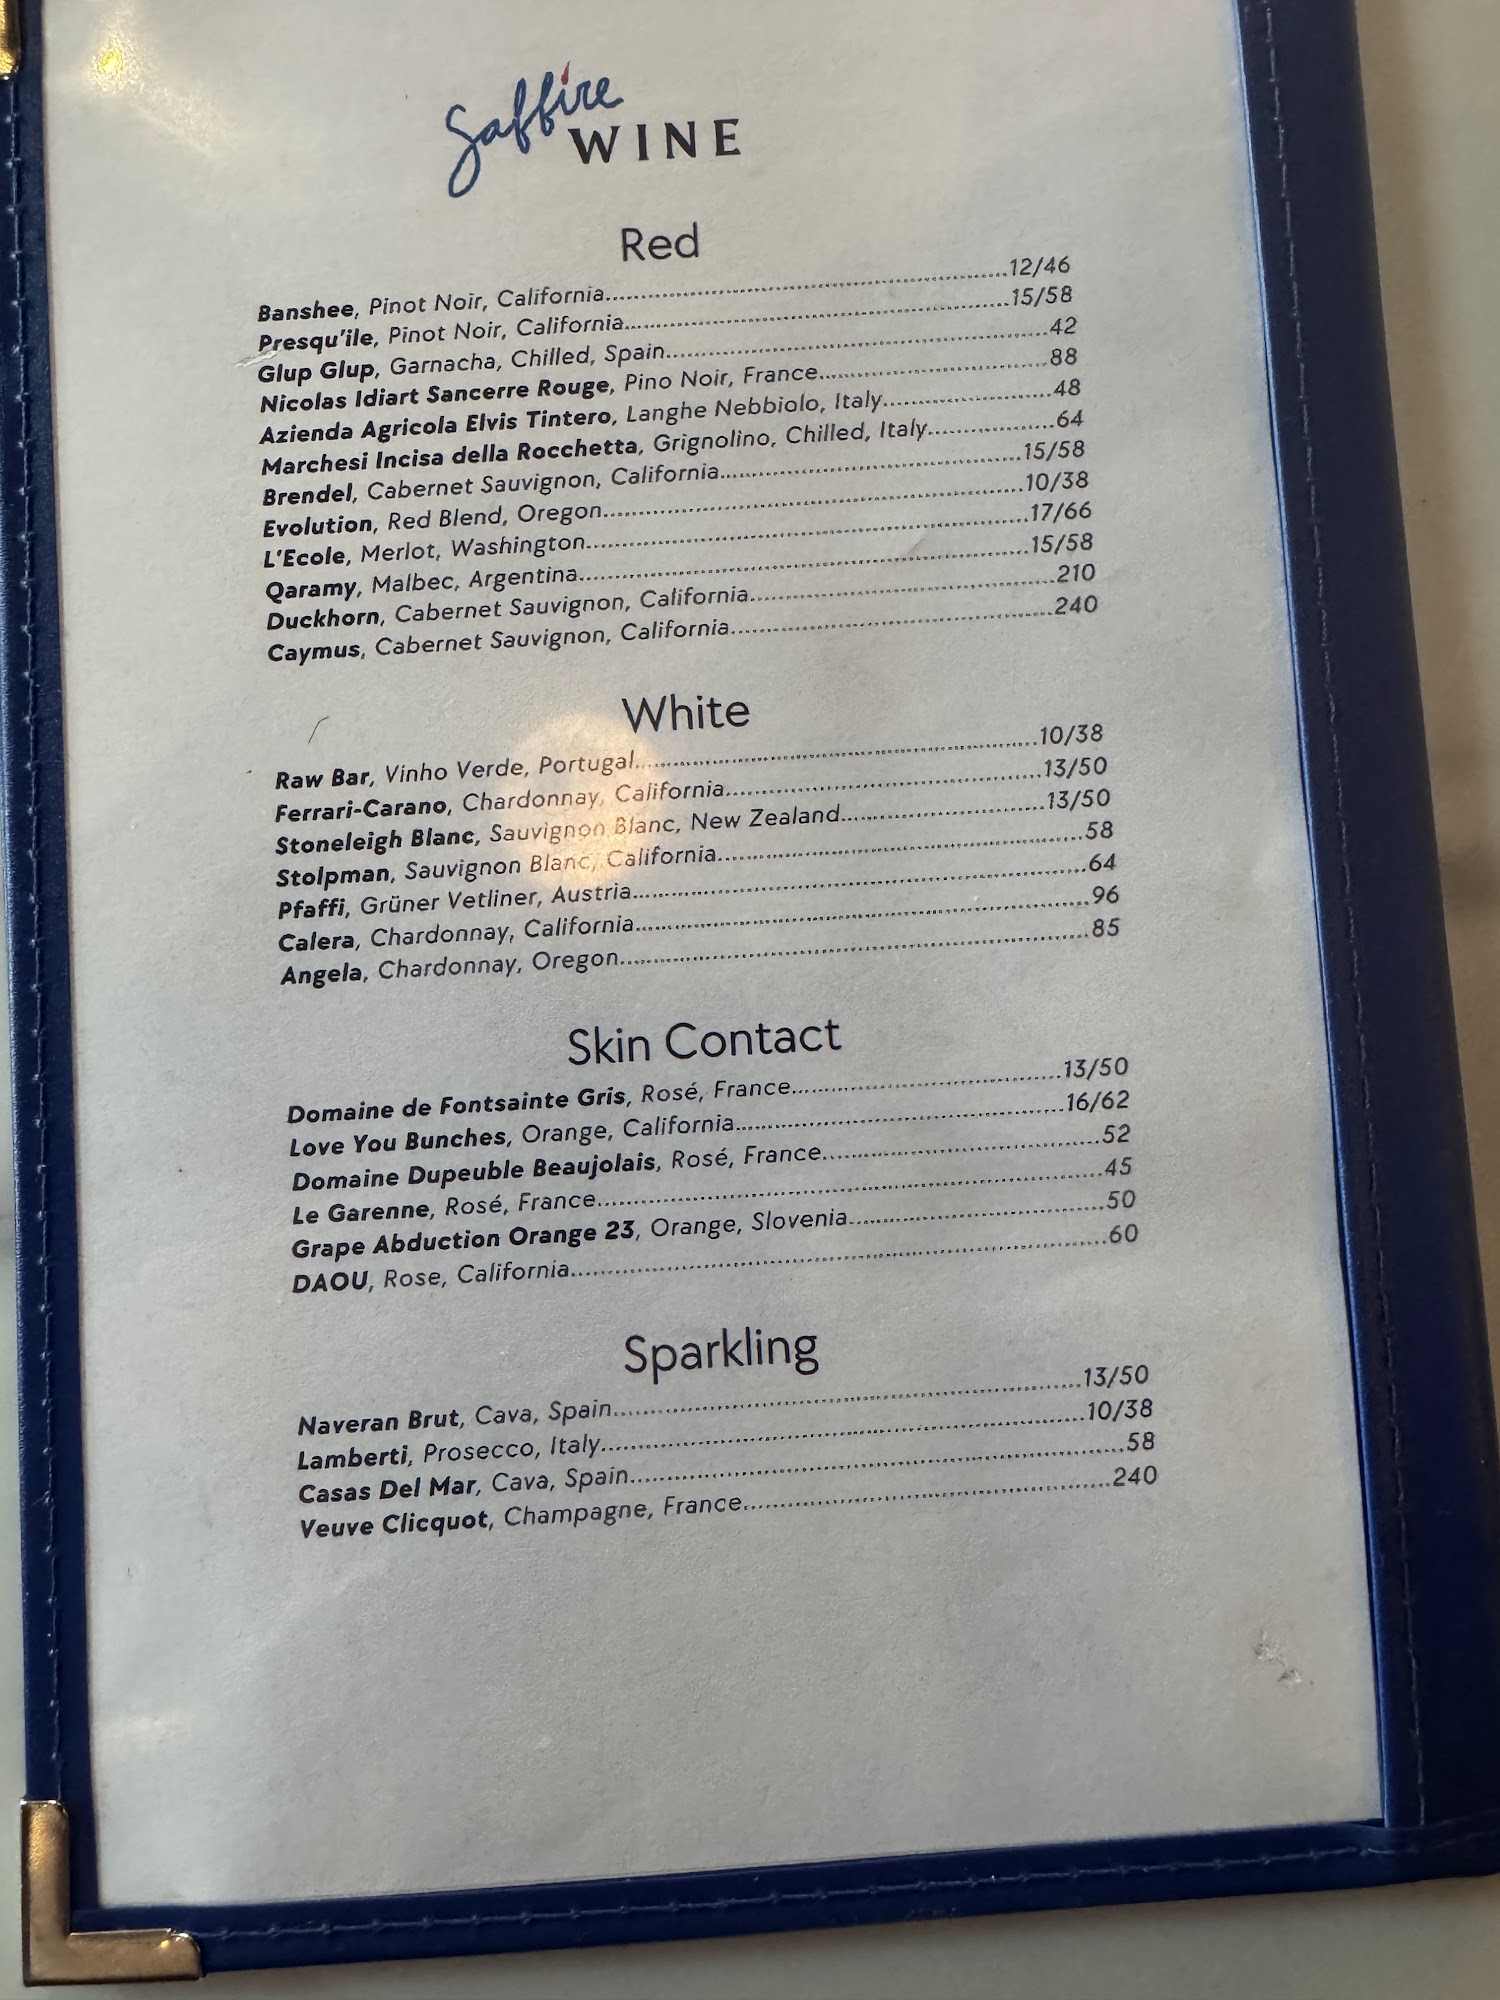 Saffire
WINE
Red
Banshee, Pinot Noir, California..........12/46
Presqu'ile, Pinot Noir, California..........15/58
Glup Glup, Garnacha, Chilled, Spain..........42
Nicolas Idiart Sancerre Rouge, Pino Noir, France..........88
Azienda Agricola Elvis Tintero, Langhe Nebbiolo, Italy..........48
Marchesi Incisa della Rocchetta, Grignolino, Chilled, Italy..........64
Brendel, Cabernet Sauvignon, California..........15/58
Evolution, Red Blend, Oregon..........10/38
L'Ecole, Merlot, Washington..........17/66
Qaramy, Malbec, Argentina..........15/58
Duckhorn, Cabernet Sauvignon, California..........210
Caymus, Cabernet Sauvignon, California..........240
White
Raw Bar, Vinho Verde, Portugal..........10/38
Ferrari-Carano, Chardonnay, California..........13/50
Stoneleigh Blanc, Sauvignon Blanc, New Zealand..........13/50
Stolpman, Sauvignon Blanc, California..........58
Pfaffi, Grüner Vetliner, Austria..........64
Calera, Chardonnay, California..........96
Angela, Chardonnay, Oregon..........85
Skin Contact
Domaine de Fontsainte Gris, Rosé, France..........13/50
Love You Bunches, Orange, California..........16/62
Domaine Dupeuble Beaujolais, Rosé, France..........52
Le Garenne, Rosé, France..........45
Grape Abduction Orange 23, Orange, Slovenia..........50
DAOU, Rose, California..........60
Sparkling
Naveran Brut, Cava, Spain..........13/50
Lamberti, Prosecco, Italy..........10/38
Casas Del Mar, Cava, Spain..........58
Veuve Clicquot, Champagne, France..........240